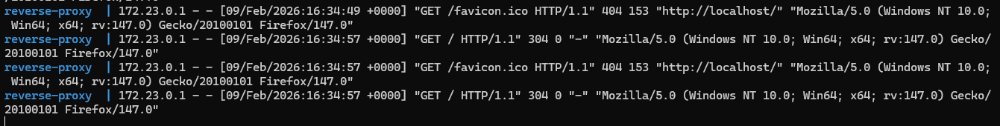 reverse-proxy  | 172.23.0.1 - - [09/Feb/2026:16:34:49 +0000] "GET /favicon.ico HTTP/1.1" 404 153 "http://localhost/" "Mozilla/5.0 (Windows NT 10.0;
 Win64; x64; rv:147.0) Gecko/20100101 Firefox/147.0"
reverse-proxy  | 172.23.0.1 - - [09/Feb/2026:16:34:57 +0000] "GET / HTTP/1.1" 304 0 "-" "Mozilla/5.0 (Windows NT 10.0; Win64; x64; rv:147.0) Gecko/
20100101 Firefox/147.0"
reverse-proxy  | 172.23.0.1 - - [09/Feb/2026:16:34:57 +0000] "GET /favicon.ico HTTP/1.1" 404 153 "http://localhost/" "Mozilla/5.0 (Windows NT 10.0;
 Win64; x64; rv:147.0) Gecko/20100101 Firefox/147.0"
reverse-proxy  | 172.23.0.1 - - [09/Feb/2026:16:34:57 +0000] "GET / HTTP/1.1" 304 0 "-" "Mozilla/5.0 (Windows NT 10.0; Win64; x64; rv:147.0) Gecko/
20100101 Firefox/147.0"